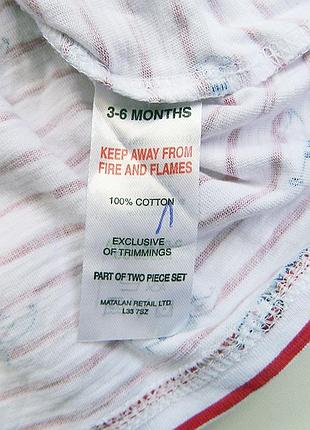 3-6 MONTHS
KEEP AWAY FROM
FIRE AND FLAMES
100% COTTON
EXCLUSIVE
OF TRIMMINGS
PART OF TWO PIECE SET
MATALAN RETAIL LTD.
L35 7SZ